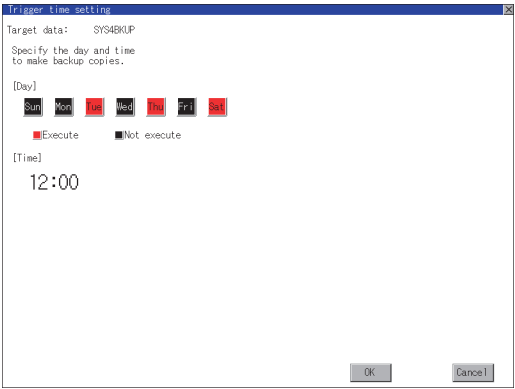 Trigger time setting
Target data: SYS4BKUP
Specify the day and time
to make backup copies.
[Day]
Sun Mon Tue Wed Thu Fri Sat
Execute Not execute
[Time]
12:00
OK Cancel